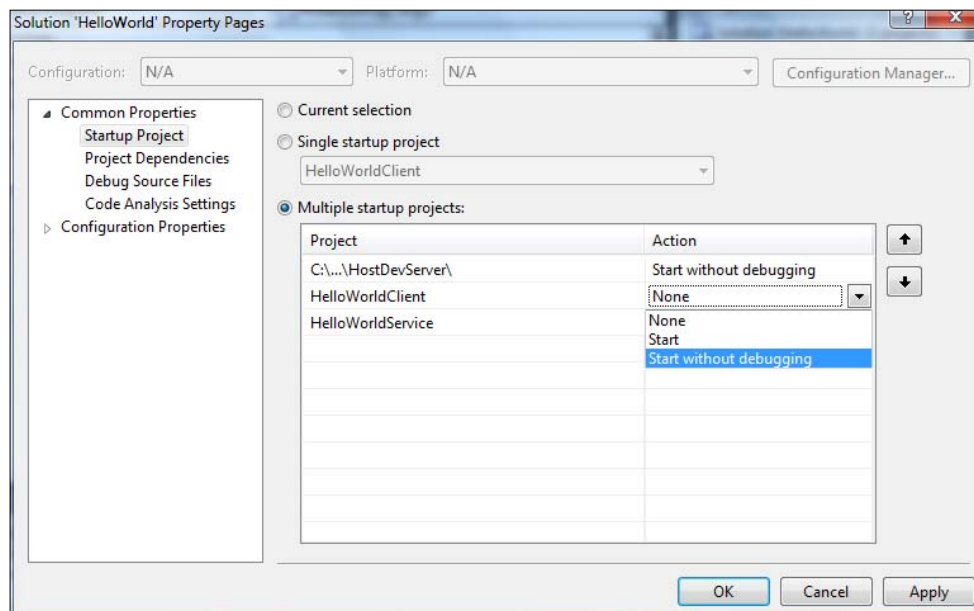 Solution 'HelloWorld' Property Pages
Configuration: N/A Platform: N/A Configuration Manager...
Common Properties
Startup Project
Project Dependencies
Debug Source Files
Code Analysis Settings
Configuration Properties
Current selection
Single startup project
HelloWorldClient
Multiple startup projects:
Project Action
C:\...\HostDevServer\ Start without debugging
HelloWorldClient None
HelloWorldService
None
Start
Start without debugging
OK Cancel Apply